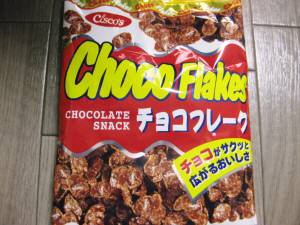 Cisco's
Choco Flakes
CHOCOLATE
SNACK
チョコフレーク
チョコがサクッと
広がるおいしさ